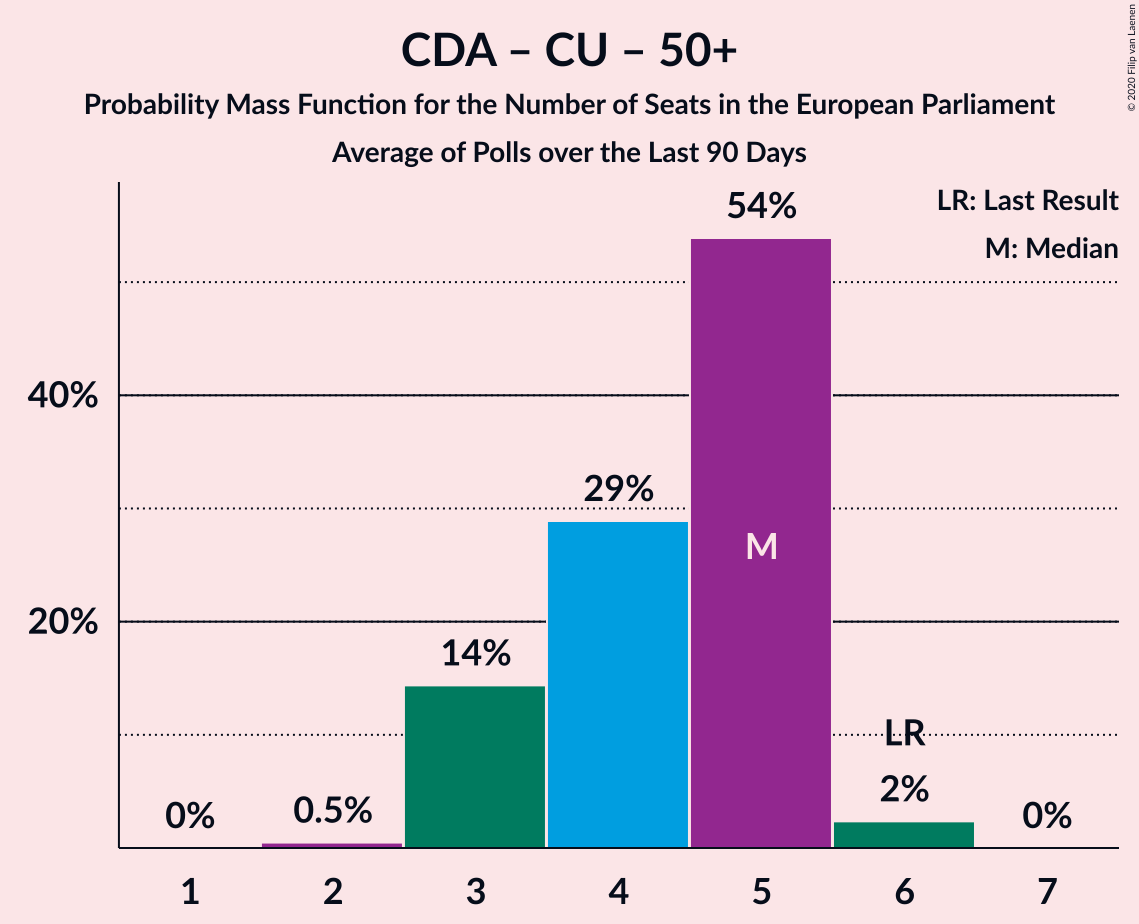 CDA – CU – 50+
Probability Mass Function for the Number of Seats in the European Parliament
Average of Polls over the Last 90 Days
© 2020 Filip van Laenen
LR: Last Result
M: Median
54%
40%
29%
M
20%
14%
LR
2%
0%
0.5%
0%
1 2 3 4 5 6 7